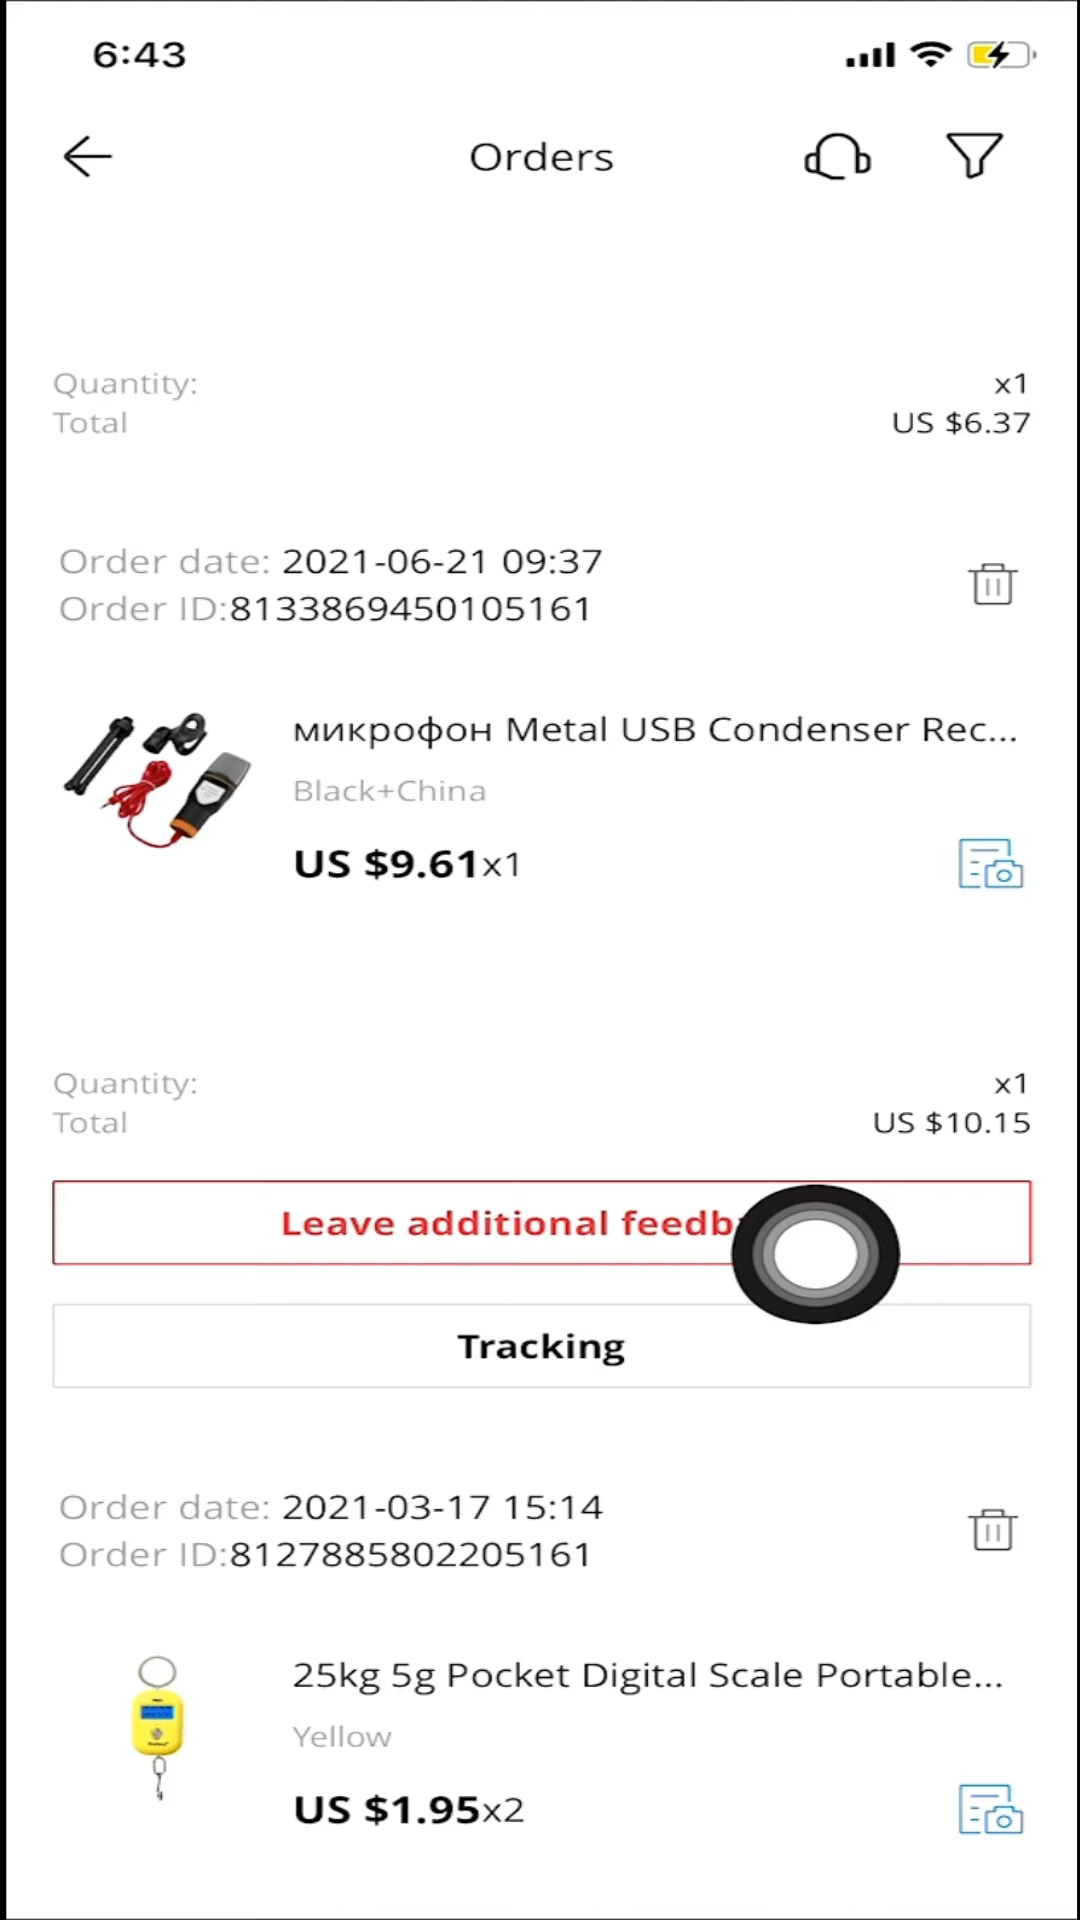 6:43
Orders
Quantity: x1
Total US $6.37
Order date: 2021-06-21 09:37
Order ID:8133869450105161
микрофон Metal USB Condenser Rec...
Black+China
US $9.61x1
Quantity: x1
Total US $10.15
Leave additional feedb
Tracking
Order date: 2021-03-17 15:14
Order ID:8127885802205161
25kg 5g Pocket Digital Scale Portable...
Yellow
US $1.95x2